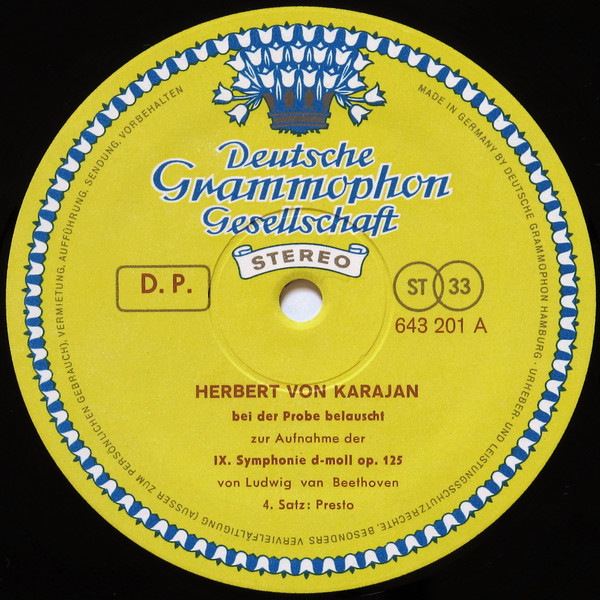 Deutsche
Grammophon
Gesellschaft
STEREO
D. P.
ST 33
643 201 A
HERBERT VON KARAJAN
bei der Probe belauscht
zur Aufnahme der
IX. Symphonie d-moll op. 125
von Ludwig van Beethoven
4. Satz: Presto
MADE IN GERMANY BY DEUTSCHE GRAMMOPHON HAMBURG · URHEBER- UND LEISTUNGSSCHUTZRECHTE, BESONDERS VERVIELFÄLTIGUNG (AUSSER ZUM PERSÖNLICHEN GEBRAUCH), VERMIETUNG, AUFFÜHRUNG, SENDUNG, VORBEHALTEN